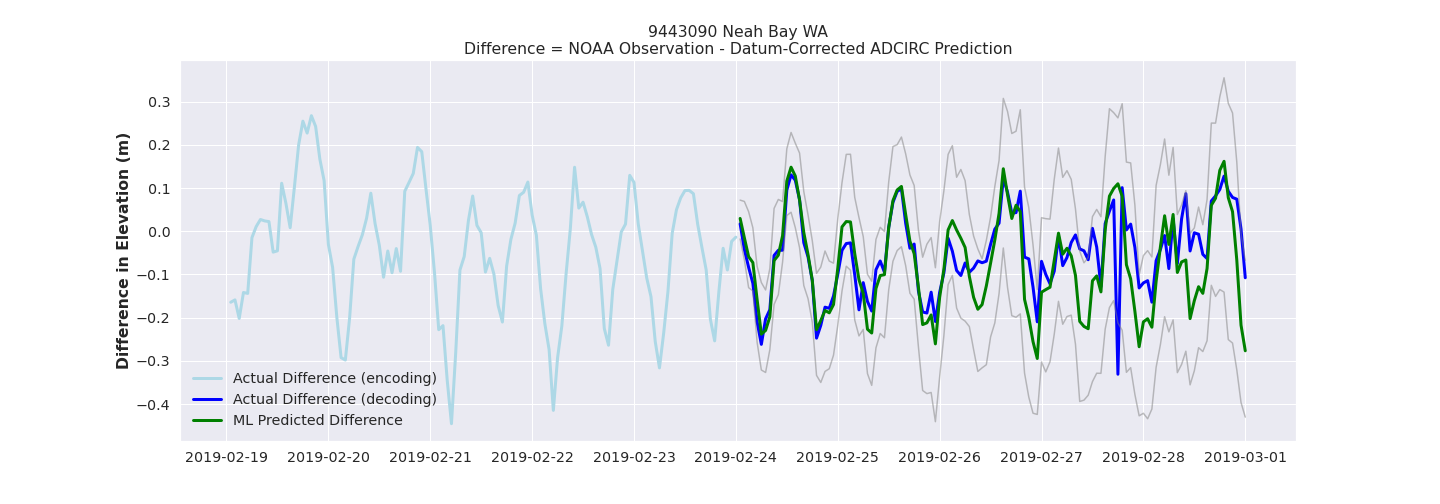 9443090 Neah Bay WA
Difference = NOAA Observation - Datum-Corrected ADCIRC Prediction
Difference in Elevation (m)
0.3
0.2
0.1
0.0
−0.1
−0.2
−0.3
−0.4
Actual Difference (encoding)
Actual Difference (decoding)
ML Predicted Difference
2019-02-19 2019-02-20 2019-02-21 2019-02-22 2019-02-23 2019-02-24 2019-02-25 2019-02-26 2019-02-27 2019-02-28 2019-03-01